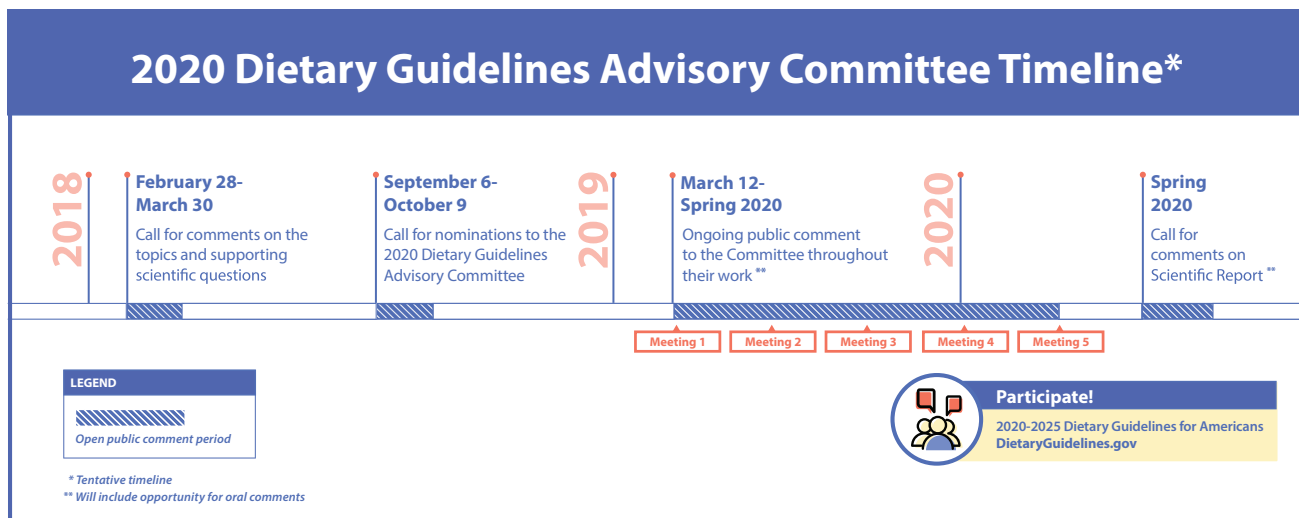 2020 Dietary Guidelines Advisory Committee Timeline*
2018
February 28-
March 30
Call for comments on the
topics and supporting
scientific questions
September 6-
October 9
Call for nominations to the
2020 Dietary Guidelines
Advisory Committee
2019
March 12-
Spring 2020
Ongoing public comment
to the Committee throughout
their work **
2020
Spring
2020
Call for
comments on
Scientific Report **
Meeting 1
Meeting 2
Meeting 3
Meeting 4
Meeting 5
LEGEND
Open public comment period
* Tentative timeline
** Will include opportunity for oral comments
Participate!
2020-2025 Dietary Guidelines for Americans
DietaryGuidelines.gov